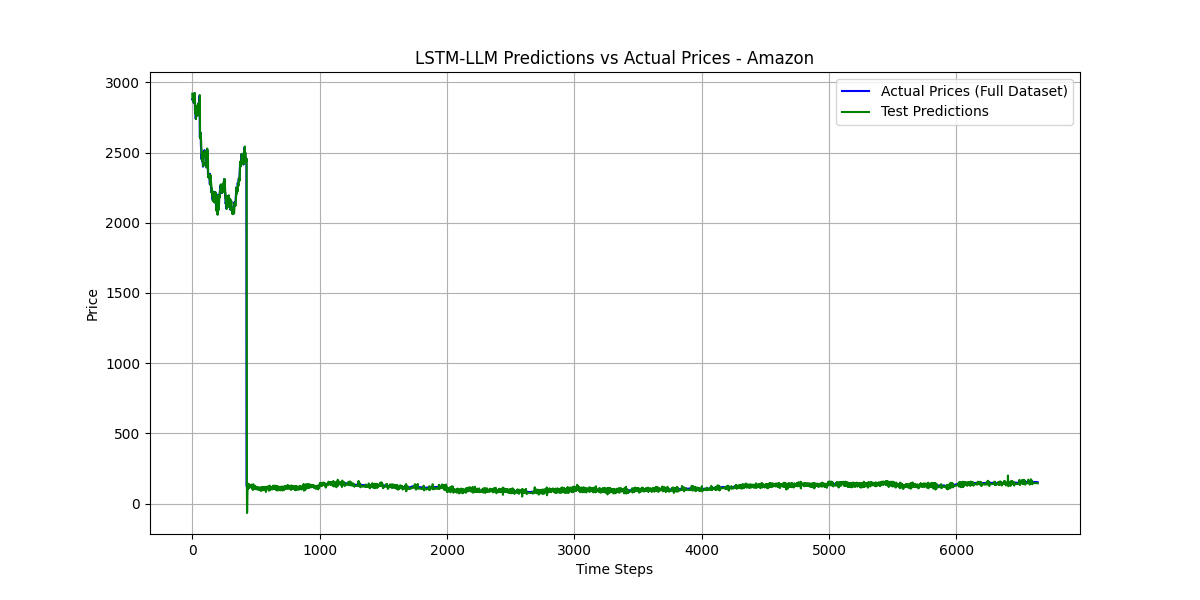 LSTM-LLM Predictions vs Actual Prices - Amazon
Actual Prices (Full Dataset)
Test Predictions
3000
2500
2000
1500
1000
500
0
Price
0 1000 2000 3000 4000 5000 6000
Time Steps